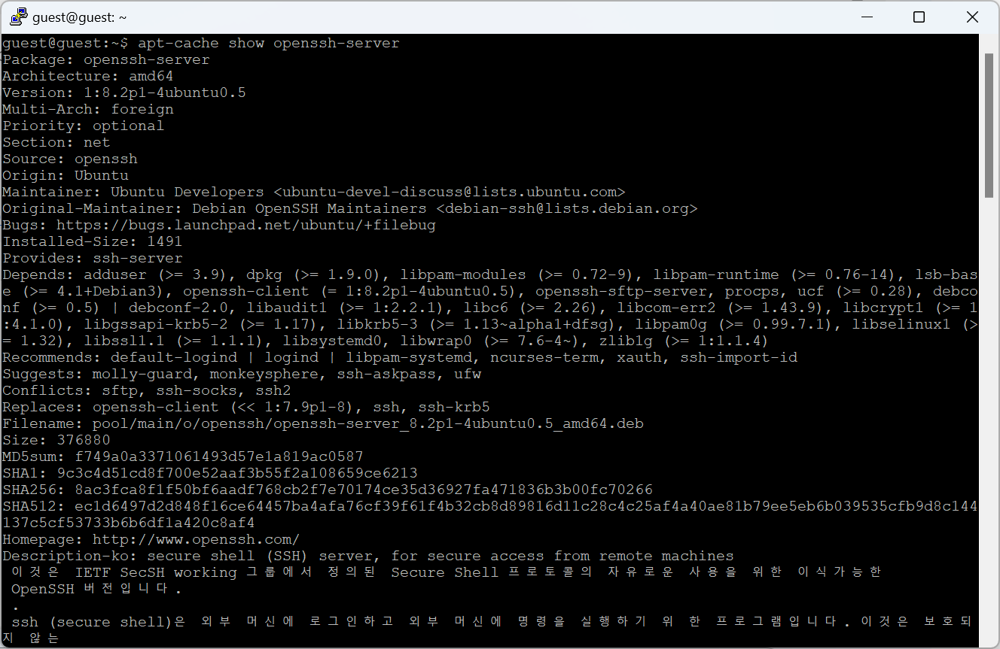 guest@guest: ~
guest@guest:~$ apt-cache show openssh-server
Package: openssh-server
Architecture: amd64
Version: 1:8.2p1-4ubuntu0.5
Multi-Arch: foreign
Priority: optional
Section: net
Source: openssh
Origin: Ubuntu
Maintainer: Ubuntu Developers <ubuntu-devel-discuss@lists.ubuntu.com>
Original-Maintainer: Debian OpenSSH Maintainers <debian-ssh@lists.debian.org>
Bugs: https://bugs.launchpad.net/ubuntu/+filebug
Installed-Size: 1491
Provides: ssh-server
Depends: adduser (>= 3.9), dpkg (>= 1.9.0), libpam-modules (>= 0.72-9), libpam-runtime (>= 0.76-14), lsb-bas
e (>= 4.1+Debian3), openssh-client (= 1:8.2p1-4ubuntu0.5), openssh-sftp-server, procps, ucf (>= 0.28), debco
nf (>= 0.5) | debconf-2.0, libaudit1 (>= 1:2.2.1), libc6 (>= 2.26), libcom-err2 (>= 1.43.9), libcrypt1 (>= 1
:4.1.0), libgssapi-krb5-2 (>= 1.17), libkrb5-3 (>= 1.13~alpha1+dfsg), libpam0g (>= 0.99.7.1), libselinux1 (>
= 1.32), libssl1.1 (>= 1.1.1), libsystemd0, libwrap0 (>= 7.6-4~), zlib1g (>= 1:1.1.4)
Recommends: default-logind | logind | libpam-systemd, ncurses-term, xauth, ssh-import-id
Suggests: molly-guard, monkeysphere, ssh-askpass, ufw
Conflicts: sftp, ssh-socks, ssh2
Replaces: openssh-client (<< 1:7.9p1-8), ssh, ssh-krb5
Filename: pool/main/o/openssh/openssh-server_8.2p1-4ubuntu0.5_amd64.deb
Size: 376880
MD5sum: f749a0a3371061493d57e1a819ac0587
SHA1: 9c3c4d51cd8f700e52aaf3b55f2a108659ce6213
SHA256: 8ac3fca8f1f50bf6aadf768cb2f7e70174ce35d36927fa471836b3b00fc70266
SHA512: ec1d6497d2d848f16ce64457ba4afa76cf39f61f4b32cb8d89816d11c28c4c25af4a40ae81b79ee5eb6b039535cfb9d8c144
137c5cf53733b6b6df1a420c8af4
Homepage: http://www.openssh.com/
Description-ko: secure shell (SSH) server, for secure access from remote machines
이것은 IETF SecSH working 그룹에서 정의된 Secure Shell 프로토콜의 자유로운 사용을 위한 이식가능한
OpenSSH 버전입니다.
.
ssh (secure shell)은 외부 머신에 로그인하고 외부 머신에 명령을 실행하기 위 한 프로그램입니다. 이것은 보호되
지 않는